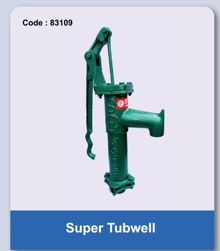 Code : 83109
Super Tubwell